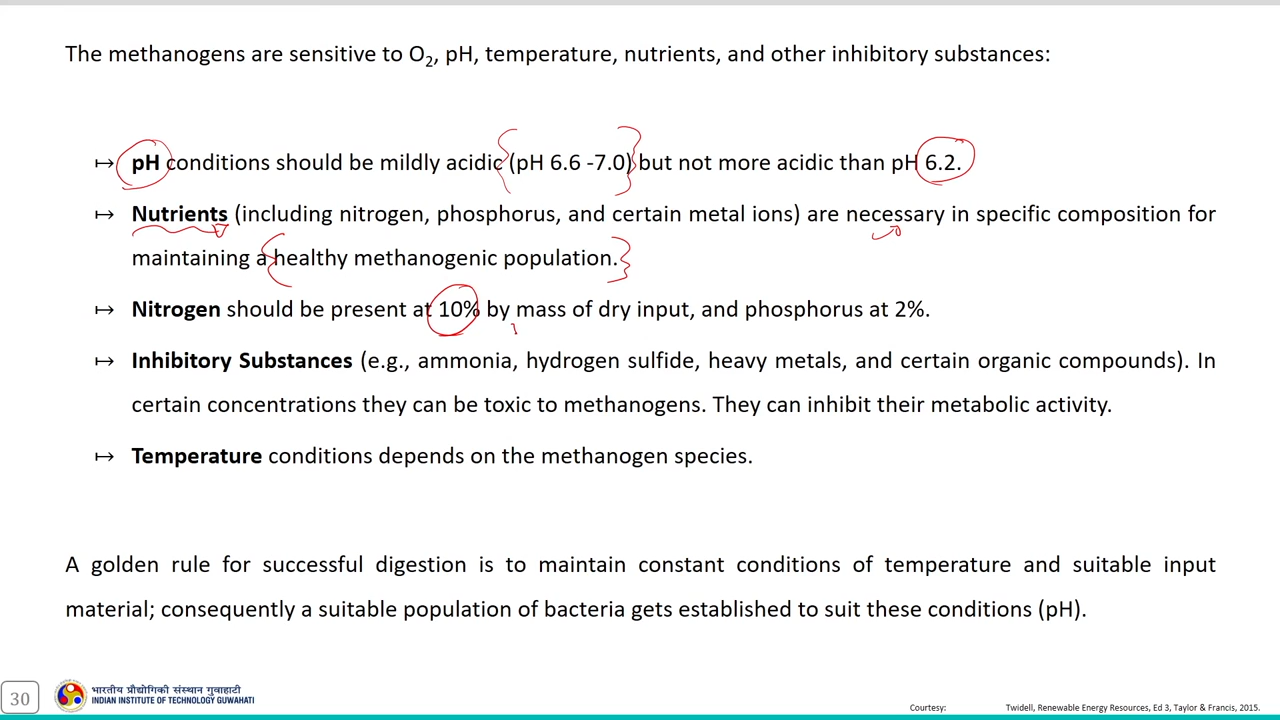 The methanogens are sensitive to O₂, pH, temperature, nutrients, and other inhibitory substances:
↦ pH conditions should be mildly acidic (pH 6.6 -7.0) but not more acidic than pH 6.2.
↦ Nutrients (including nitrogen, phosphorus, and certain metal ions) are necessary in specific composition for
maintaining a healthy methanogenic population.
↦ Nitrogen should be present at 10% by mass of dry input, and phosphorus at 2%.
↦ Inhibitory Substances (e.g., ammonia, hydrogen sulfide, heavy metals, and certain organic compounds). In
certain concentrations they can be toxic to methanogens. They can inhibit their metabolic activity.
↦ Temperature conditions depends on the methanogen species.
A golden rule for successful digestion is to maintain constant conditions of temperature and suitable input
material; consequently a suitable population of bacteria gets established to suit these conditions (pH).
30
भारतीय प्रौद्योगिकी संस्थान गुवाहाटी
INDIAN INSTITUTE OF TECHNOLOGY GUWAHATI
Courtesy: Twidell, Renewable Energy Resources, Ed 3, Taylor & Francis, 2015.